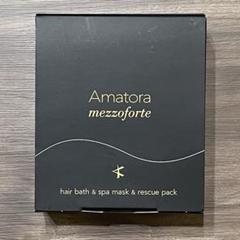 Amatora
mezzoforte
hair bath & spa mask & rescue pack